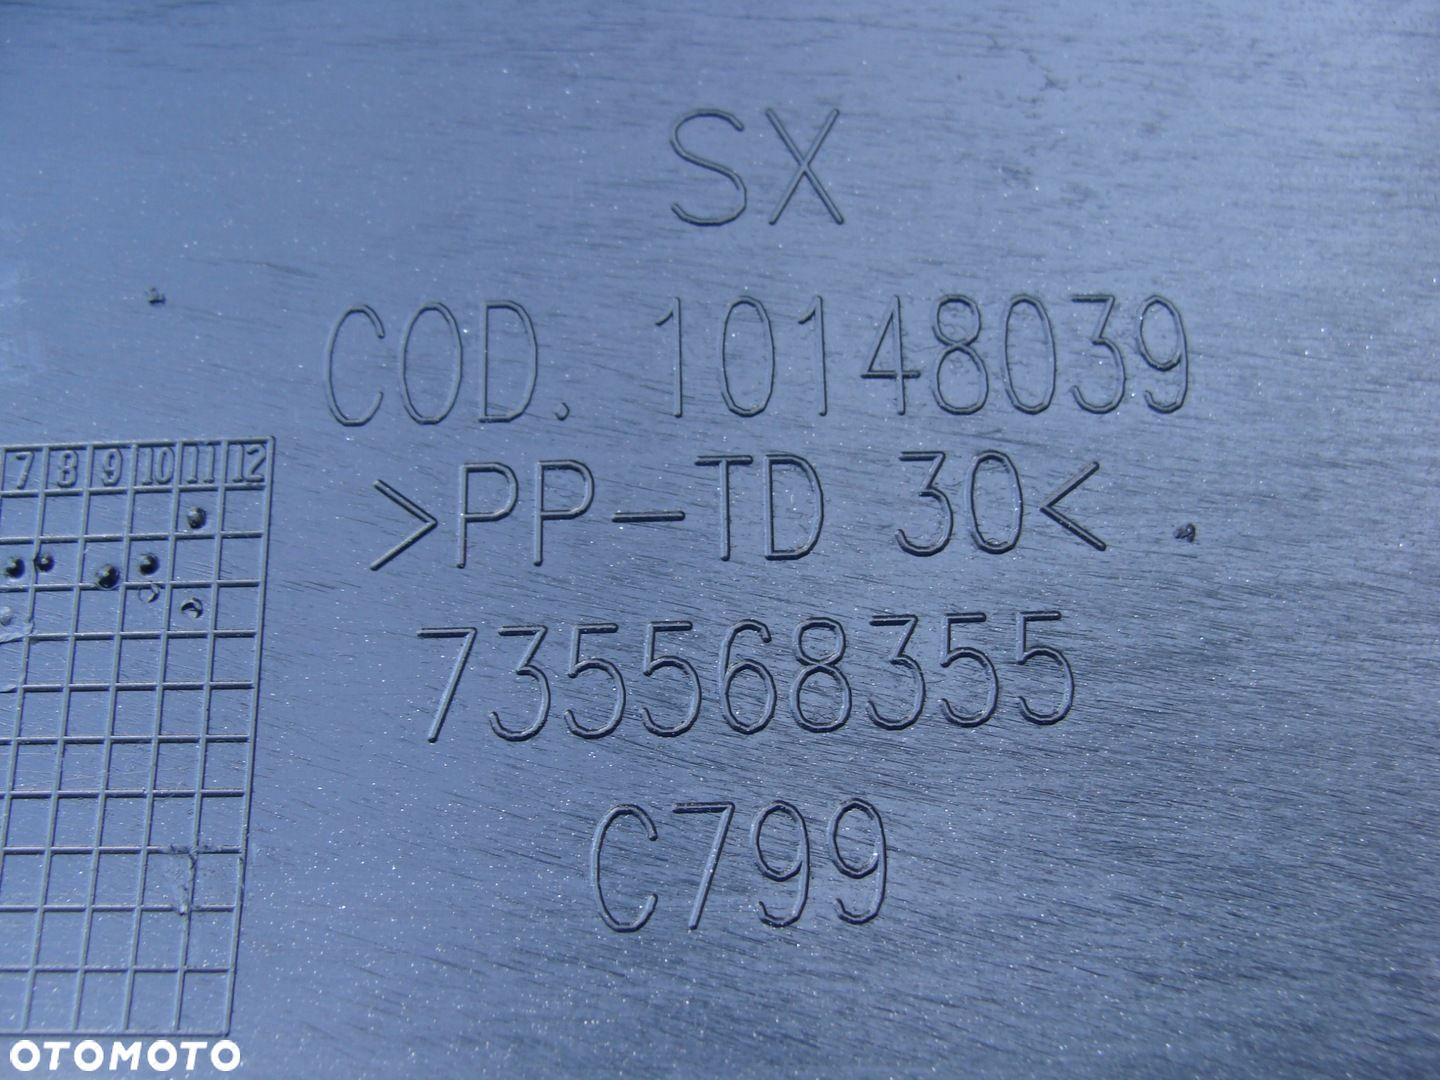 SX
COD. 10148039
>PP-TD 30<
735568355
C799
7 8 9 10 11 12
OTOMOTO